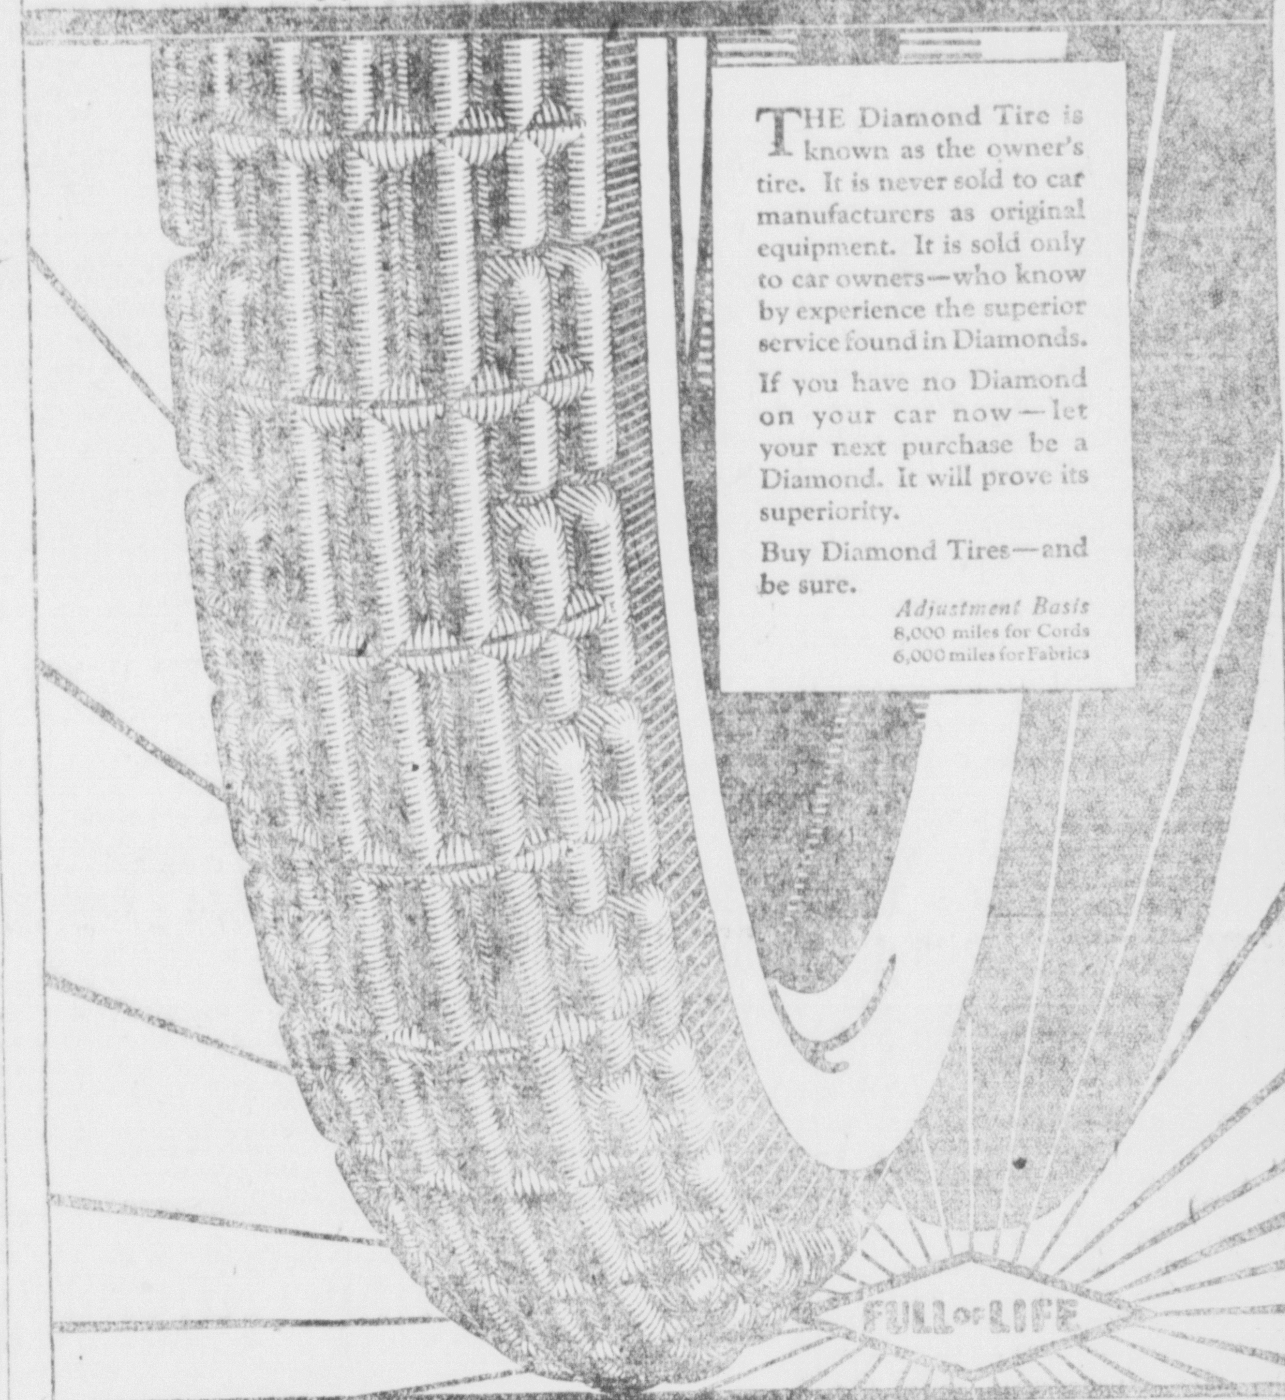 THE Diamond Tire is
known as the owner's
tire. It is never sold to car
manufacturers as original
equipment. It is sold only
to car owners—who know
by experience the superior
service found in Diamonds.
If you have no Diamond
on your car now—let
your next purchase be a
Diamond. It will prove its
superiority.
Buy Diamond Tires—and
be sure.
Adjustment Basis
8,000 miles for Cords
6,000 miles for Fabrics
FULL OF LIFE